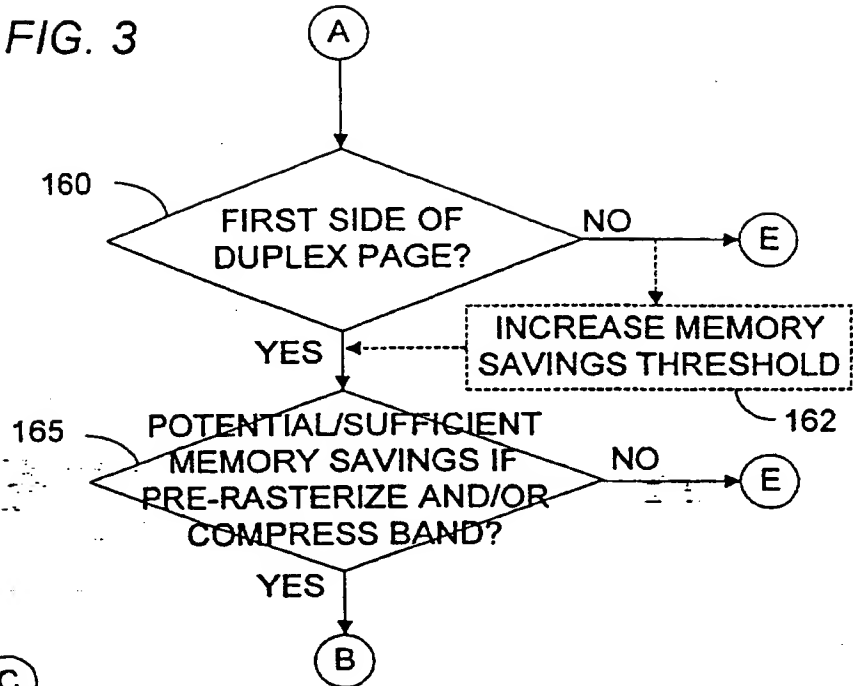 FIG. 3
A
160
FIRST SIDE OF
DUPLEX PAGE?
NO
E
YES
INCREASE MEMORY
SAVINGS THRESHOLD
162
165
POTENTIAL/SUFFICIENT
MEMORY SAVINGS IF
PRE-RASTERIZE AND/OR
COMPRESS BAND?
NO
E
YES
B
C